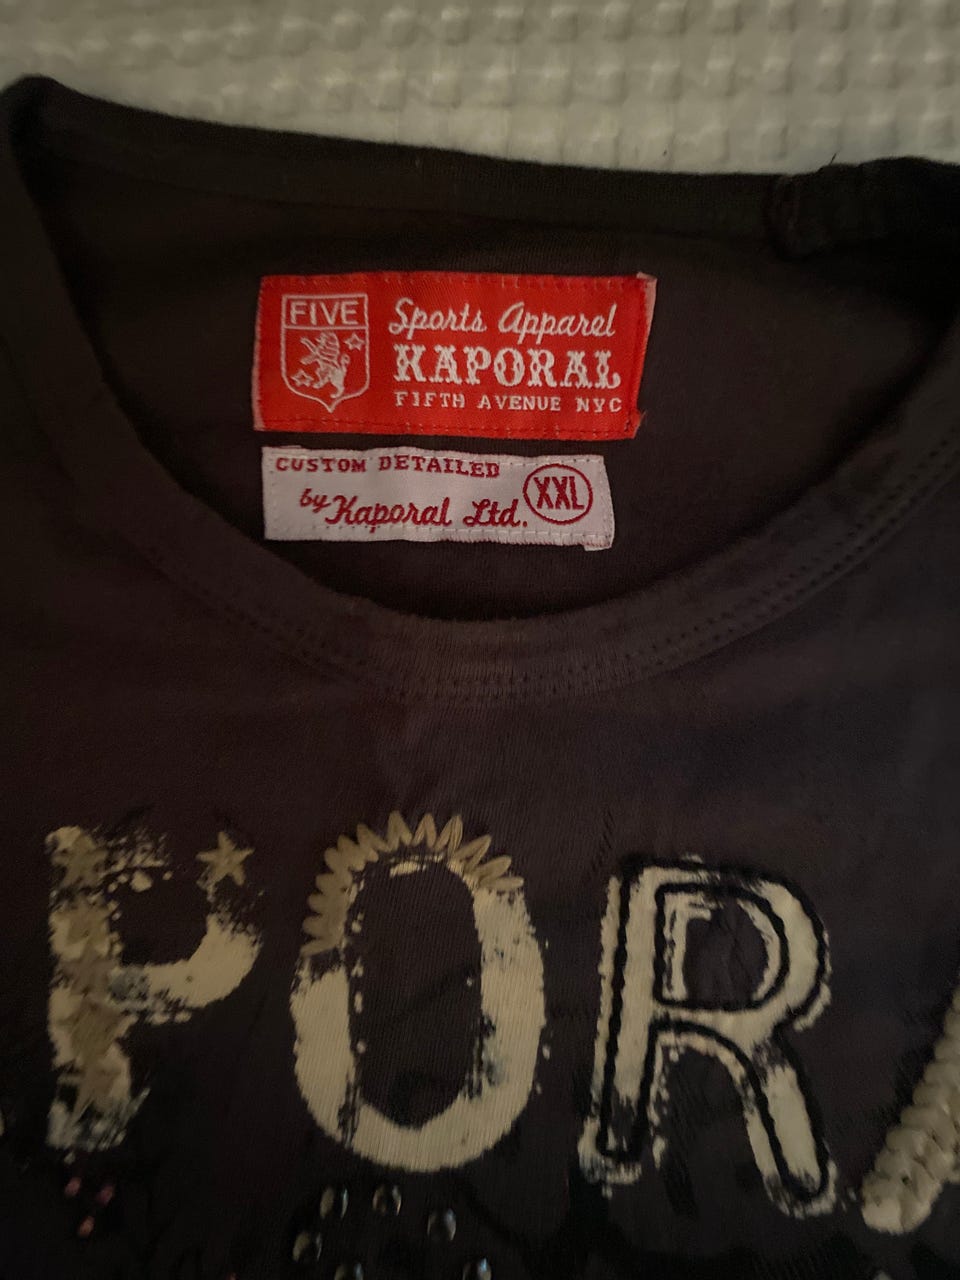 FIVE
Sports Apparel
KAPORAL
FIFTH AVENUE NYC
CUSTOM DETAILED
by Kaporal Ltd.
XXL
PORA